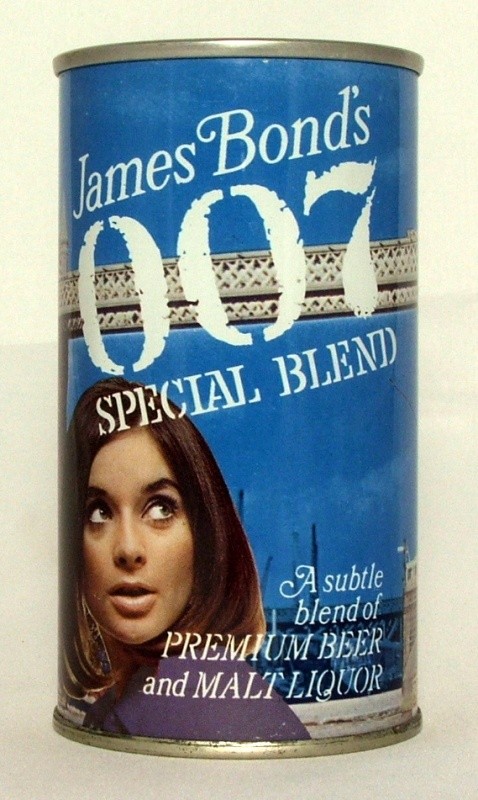 James Bond's
007
SPECIAL BLEND
A subtle
blend of
PREMIUM BEER
and MALT LIQUOR